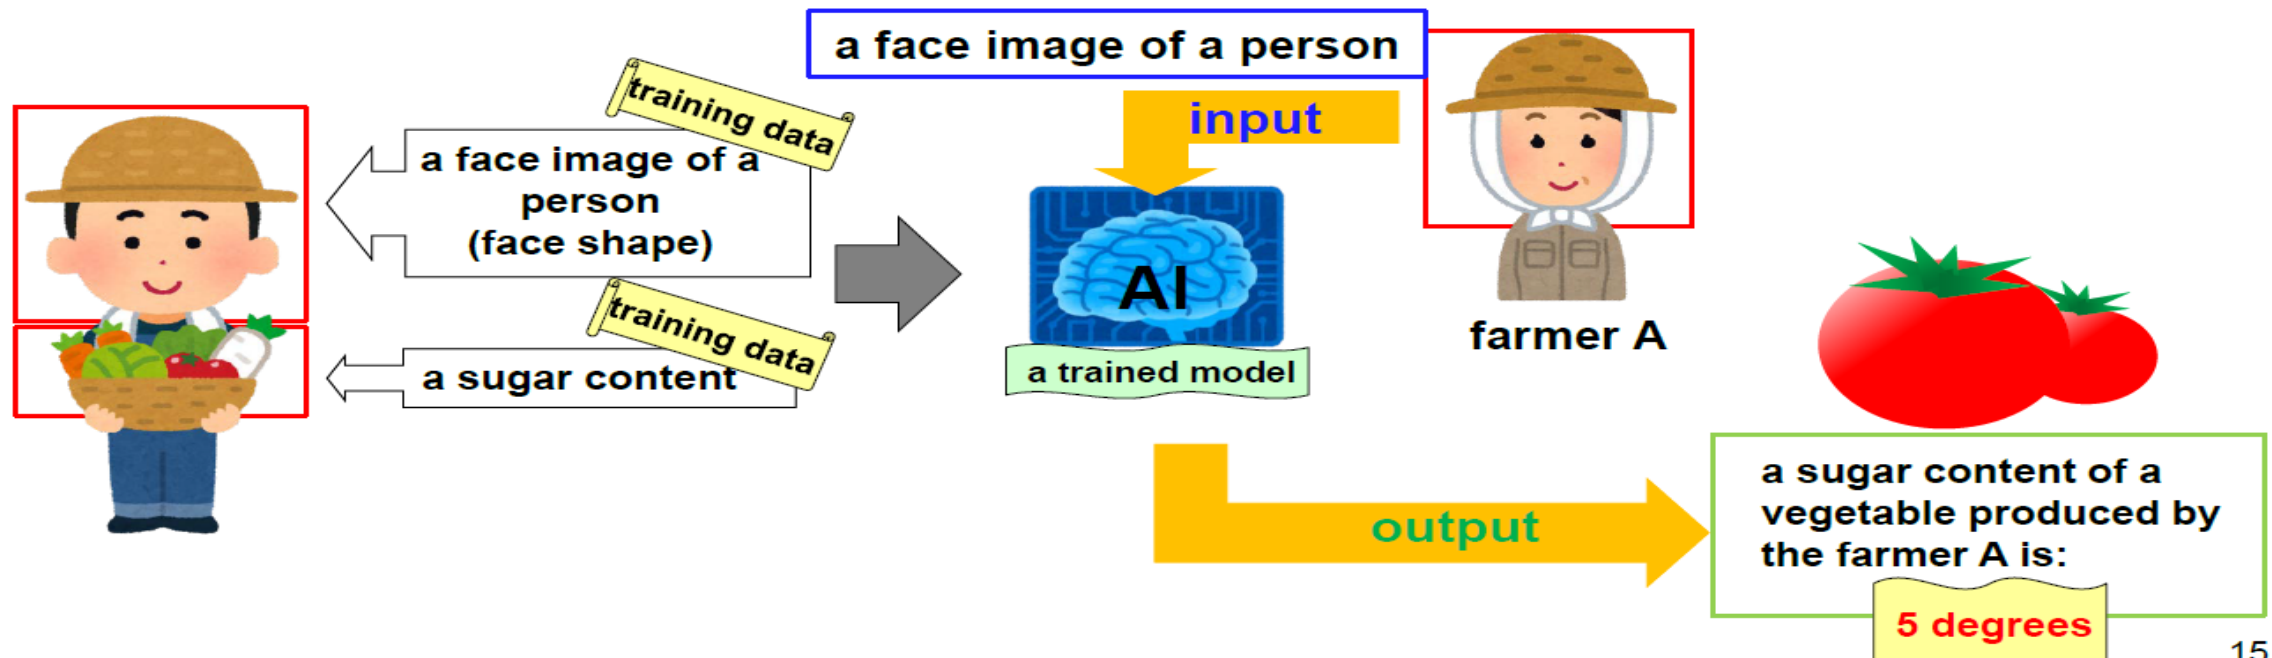 training data
a face image of a
person
(face shape)
training data
a sugar content
a face image of a person
input
AI
a trained model
farmer A
output
a sugar content of a
vegetable produced by
the farmer A is:
5 degrees
15